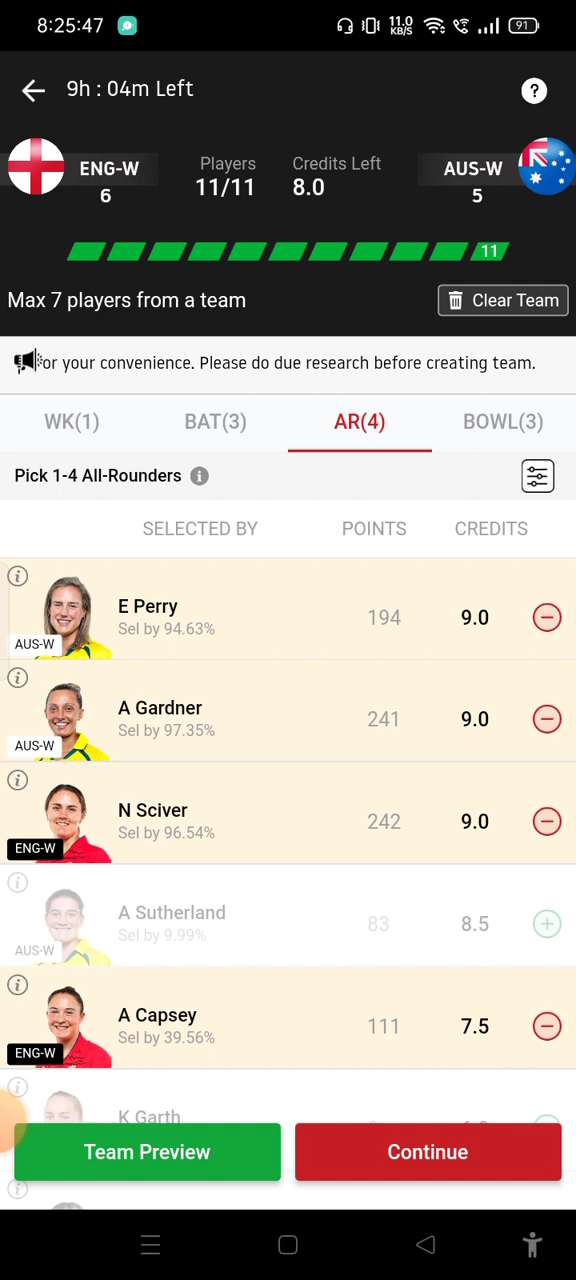 8:25:47
11.0
KB/S
91
9h : 04m Left
?
ENG-W
6
Players
11/11
Credits Left
8.0
AUS-W
5
11
Max 7 players from a team
Clear Team
or your convenience. Please do due research before creating team.
WK(1)
BAT(3)
AR(4)
BOWL(3)
Pick 1-4 All-Rounders
SELECTED BY
POINTS
CREDITS
E Perry
Sel by 94.63%
AUS-W
194
9.0
A Gardner
Sel by 97.35%
AUS-W
241
9.0
N Sciver
Sel by 96.54%
ENG-W
242
9.0
A Sutherland
Sel by 9.99%
AUS-W
83
8.5
A Capsey
Sel by 39.56%
ENG-W
111
7.5
K Garth
Team Preview
Continue